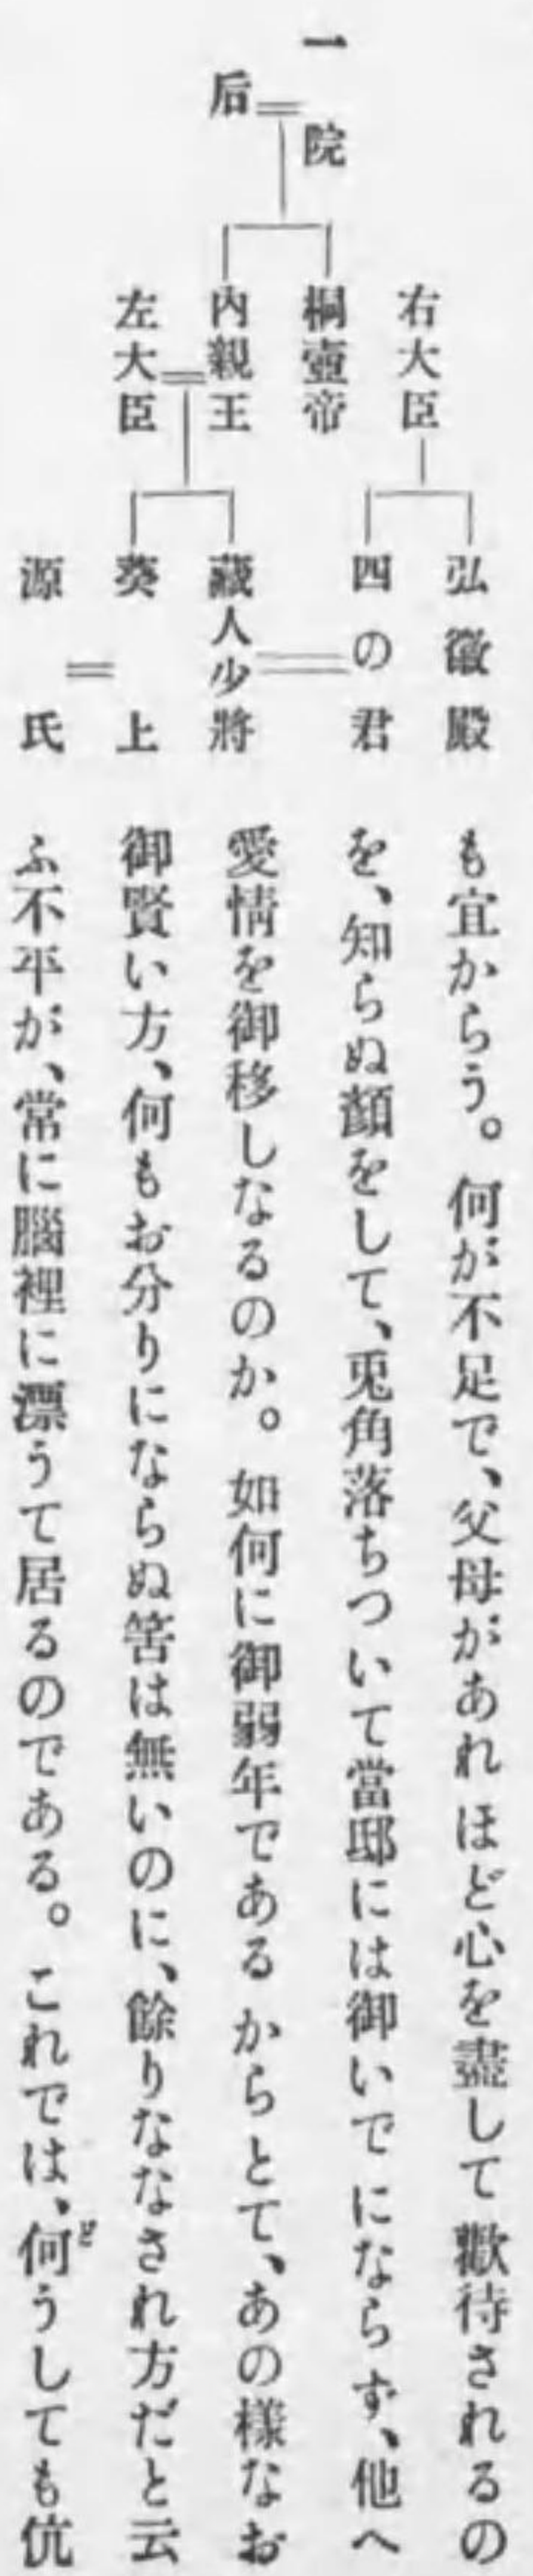 一院
后
右大臣
桐壺帝
内親王
左大臣
弘徽殿
四の君
藏人少將
葵上
源氏
も宜からう。何が不足で、父母があれほど心を盡して歡待されるの
を、知らぬ顏をして、兎角落ちついて當邸には御いでにならず、他へ
愛情を御移しなるのか。如何に御弱年であるからとて、あの樣なお
御賢い方、何もお分りにならぬ筈は無いのに、餘りななされ方だと云
ふ不平が、常に腦裡に漂うて居るのである。これでは、何うしても伉
ど